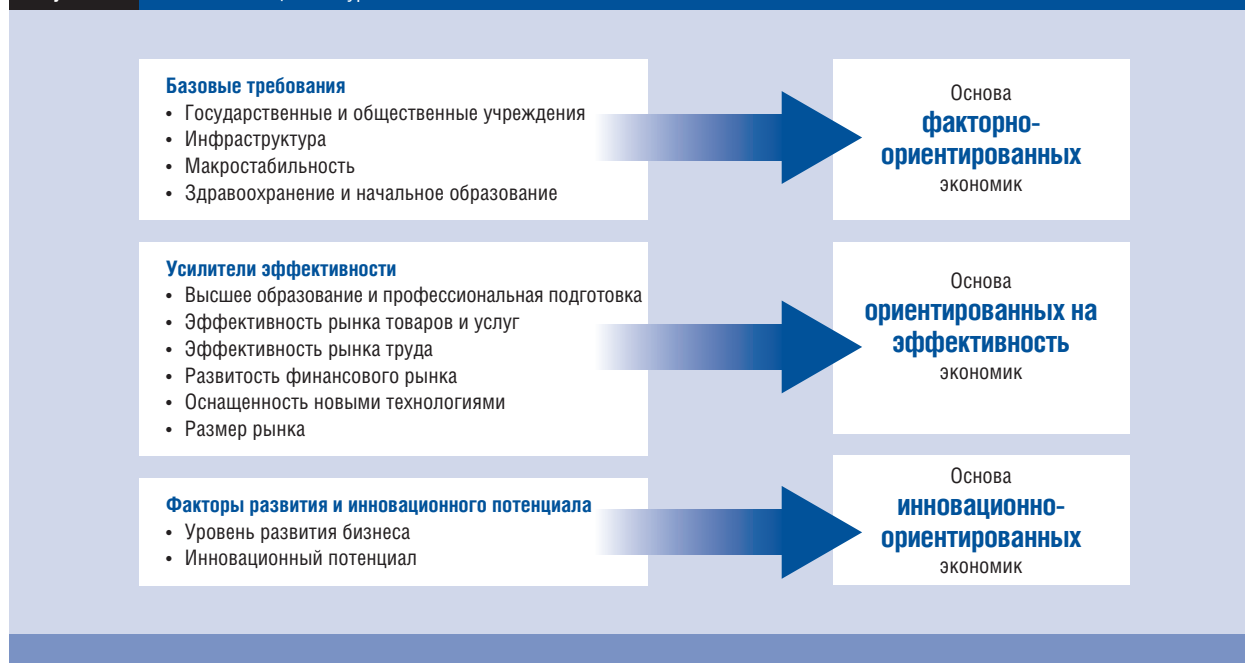 Базовые требования
• Государственные и общественные учреждения
• Инфраструктура
• Макростабильность
• Здравоохранение и начальное образование
Основа
факторно-
ориентированных
экономик
Усилители эффективности
• Высшее образование и профессиональная подготовка
• Эффективность рынка товаров и услуг
• Эффективность рынка труда
• Развитость финансового рынка
• Оснащенность новыми технологиями
• Размер рынка
Основа
ориентированных на
эффективность
экономик
Факторы развития и инновационного потенциала
• Уровень развития бизнеса
• Инновационный потенциал
Основа
инновационно-
ориентированных
экономик